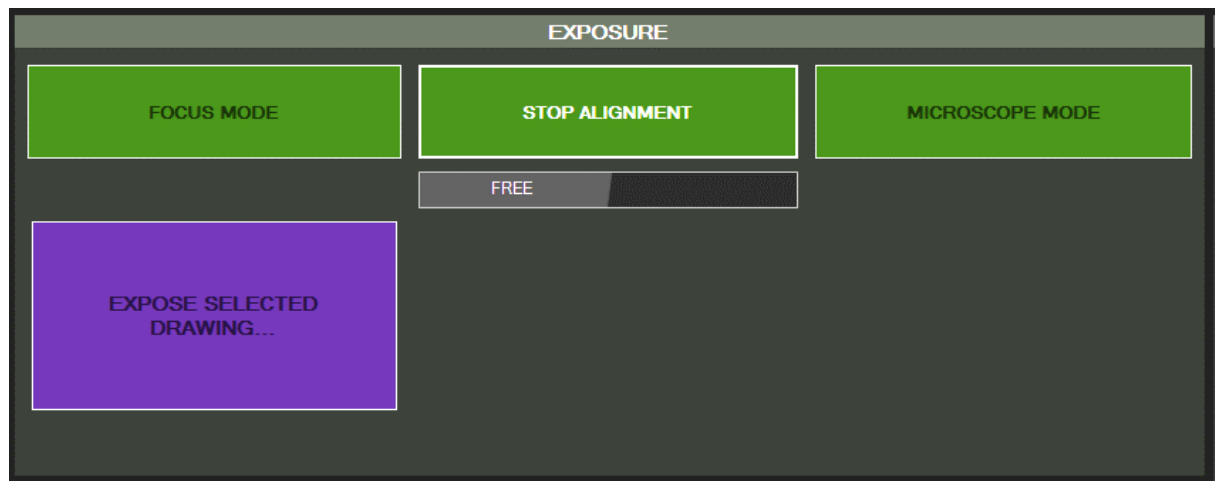 EXPOSURE
FOCUS MODE
STOP ALIGNMENT
MICROSCOPE MODE
FREE
EXPOSE SELECTED
DRAWING...